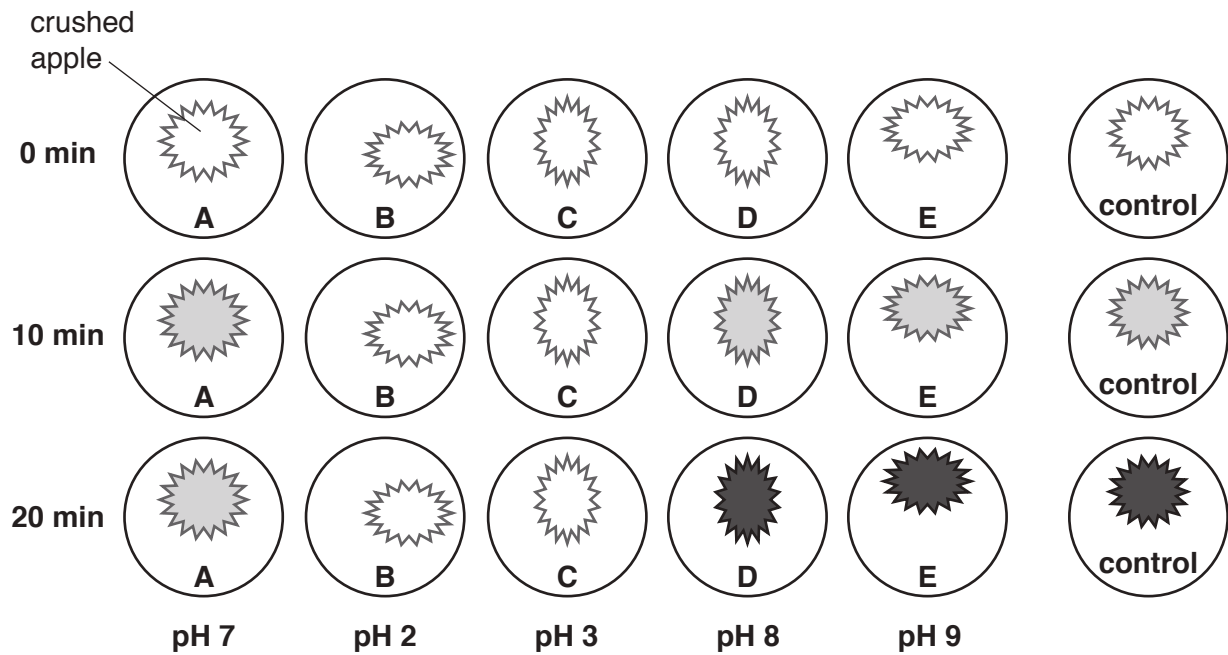 crushed
apple
0 min
A B C D E control
10 min
A B C D E control
20 min
A B C D E control
pH 7 pH 2 pH 3 pH 8 pH 9